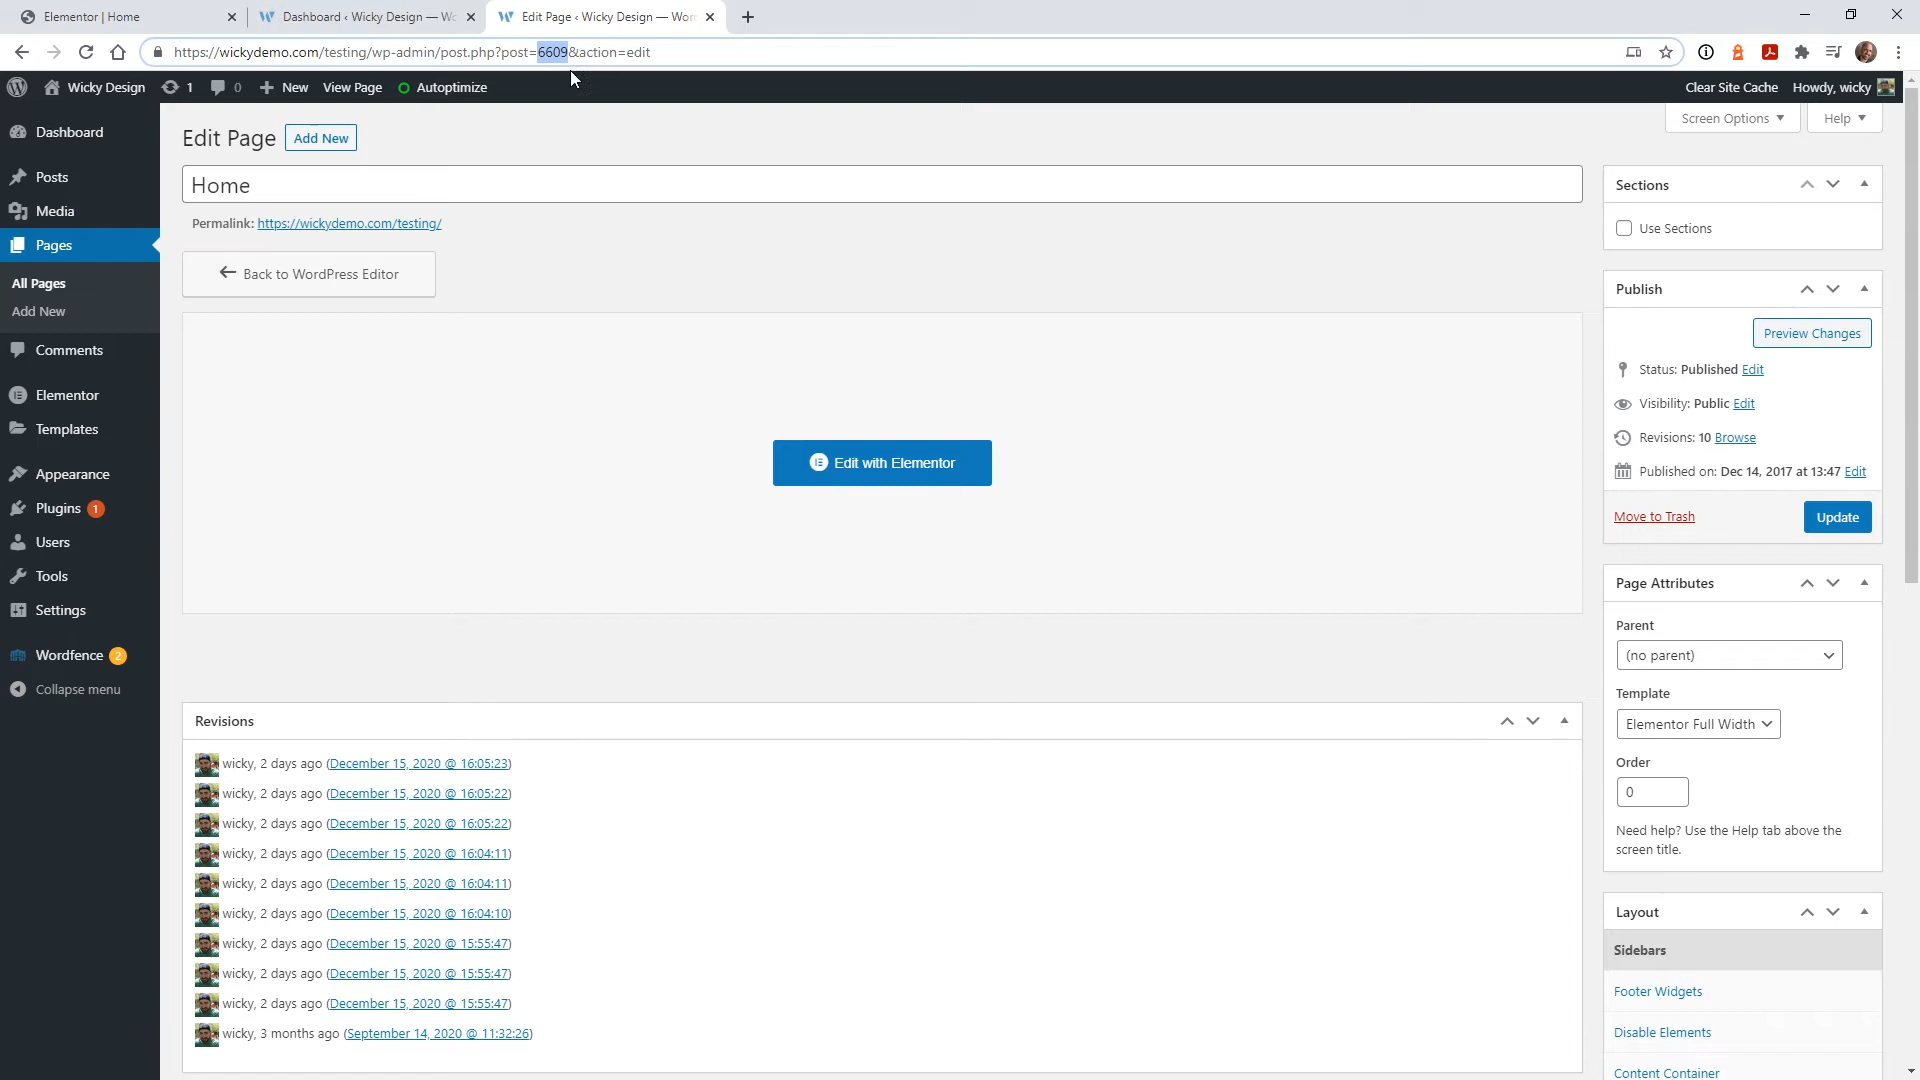 Elementor | Home
Dashboard ‹ Wicky Design — Wo
Edit Page ‹ Wicky Design — Wor
https://wickydemo.com/testing/wp-admin/post.php?post=6609&action=edit
Wicky Design
1
0
New
View Page
Autoptimize
Clear Site Cache
Howdy, wicky
Dashboard
Posts
Media
Pages
All Pages
Add New
Comments
Elementor
Templates
Appearance
Plugins 1
Users
Tools
Settings
Wordfence 2
Collapse menu
Screen Options
Help
Edit Page
Add New
Home
Permalink: https://wickydemo.com/testing/
Back to WordPress Editor
Edit with Elementor
Revisions
wicky, 2 days ago (December 15, 2020 @ 16:05:23)
wicky, 2 days ago (December 15, 2020 @ 16:05:22)
wicky, 2 days ago (December 15, 2020 @ 16:05:22)
wicky, 2 days ago (December 15, 2020 @ 16:04:11)
wicky, 2 days ago (December 15, 2020 @ 16:04:11)
wicky, 2 days ago (December 15, 2020 @ 16:04:10)
wicky, 2 days ago (December 15, 2020 @ 15:55:47)
wicky, 2 days ago (December 15, 2020 @ 15:55:47)
wicky, 2 days ago (December 15, 2020 @ 15:55:47)
wicky, 3 months ago (September 14, 2020 @ 11:32:26)
Sections
Use Sections
Publish
Preview Changes
Status: Published Edit
Visibility: Public Edit
Revisions: 10 Browse
Published on: Dec 14, 2017 at 13:47 Edit
Move to Trash
Update
Page Attributes
Parent
(no parent)
Template
Elementor Full Width
Order
0
Need help? Use the Help tab above the
screen title.
Layout
Sidebars
Footer Widgets
Disable Elements
Content Container